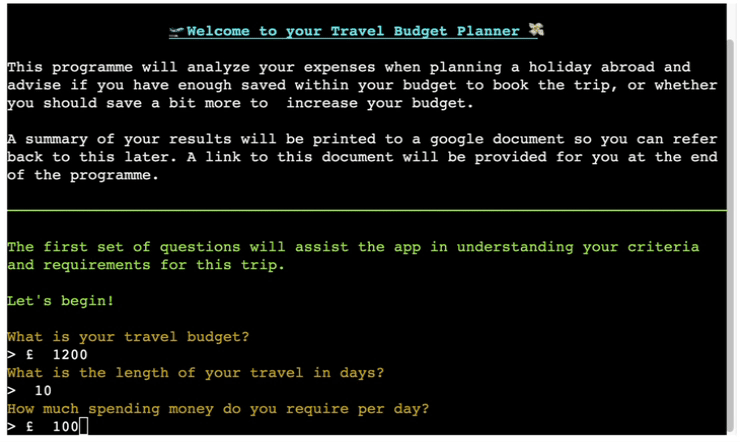 Welcome to your Travel Budget Planner
This programme will analyze your expenses when planning a holiday abroad and
advise if you have enough saved within your budget to book the trip, or whether
you should save a bit more to  increase your budget.
A summary of your results will be printed to a google document so you can refer
back to this later. A link to this document will be provided for you at the end
of the programme.
The first set of questions will assist the app in understanding your criteria
and requirements for this trip.
Let's begin!
What is your travel budget?
> £  1200
What is the length of your travel in days?
>  10
How much spending money do you require per day?
> £  100